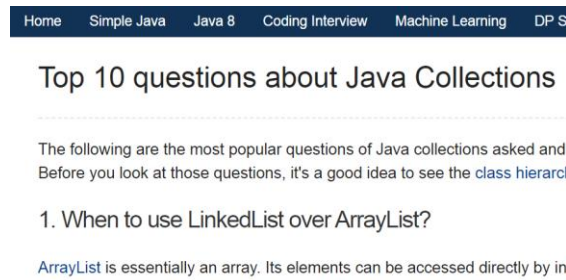 Home Simple Java Java 8 Coding Interview Machine Learning DP
Top 10 questions about Java Collections
The following are the most popular questions of Java collections asked and
Before you look at those questions, it's a good idea to see the class
1. When to use LinkedList over ArrayList?
ArrayList is essentially an array. Its elements can be accessed directly by